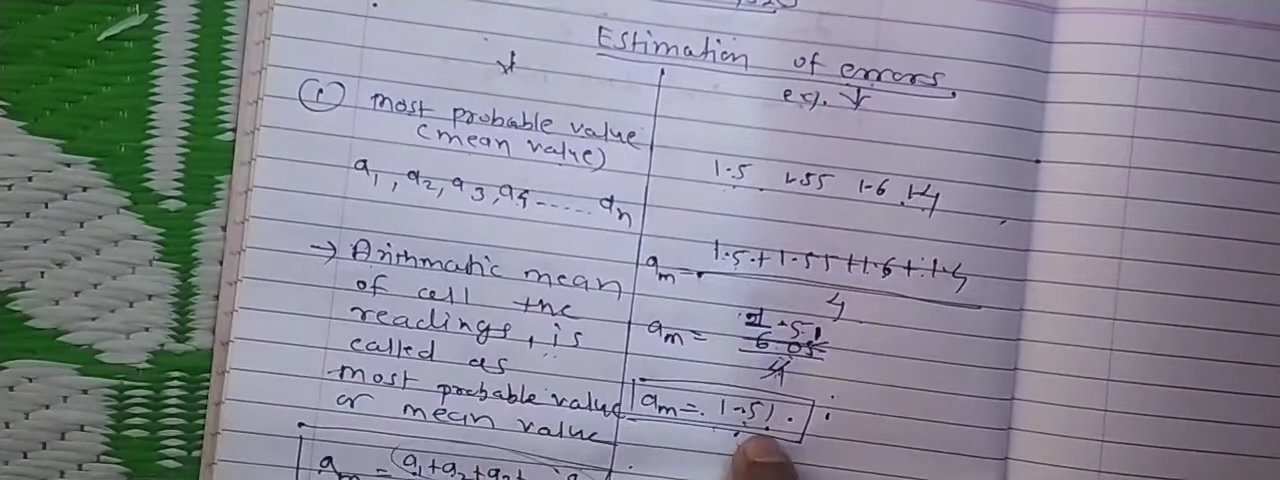 Estimation of errors.
ex. ↓
① most probable value
(mean value)
a1, a2, a3, a4 ..... an
→ Arithmatic mean
of cell the
readings, is
called as
most probable value
or mean value
am = (a1+a2+a3+
1.5 1.55 1.6 1.4
am = 1.5+1.55+1.6+1.4
4
am = 6.05
4
am = 1.51.